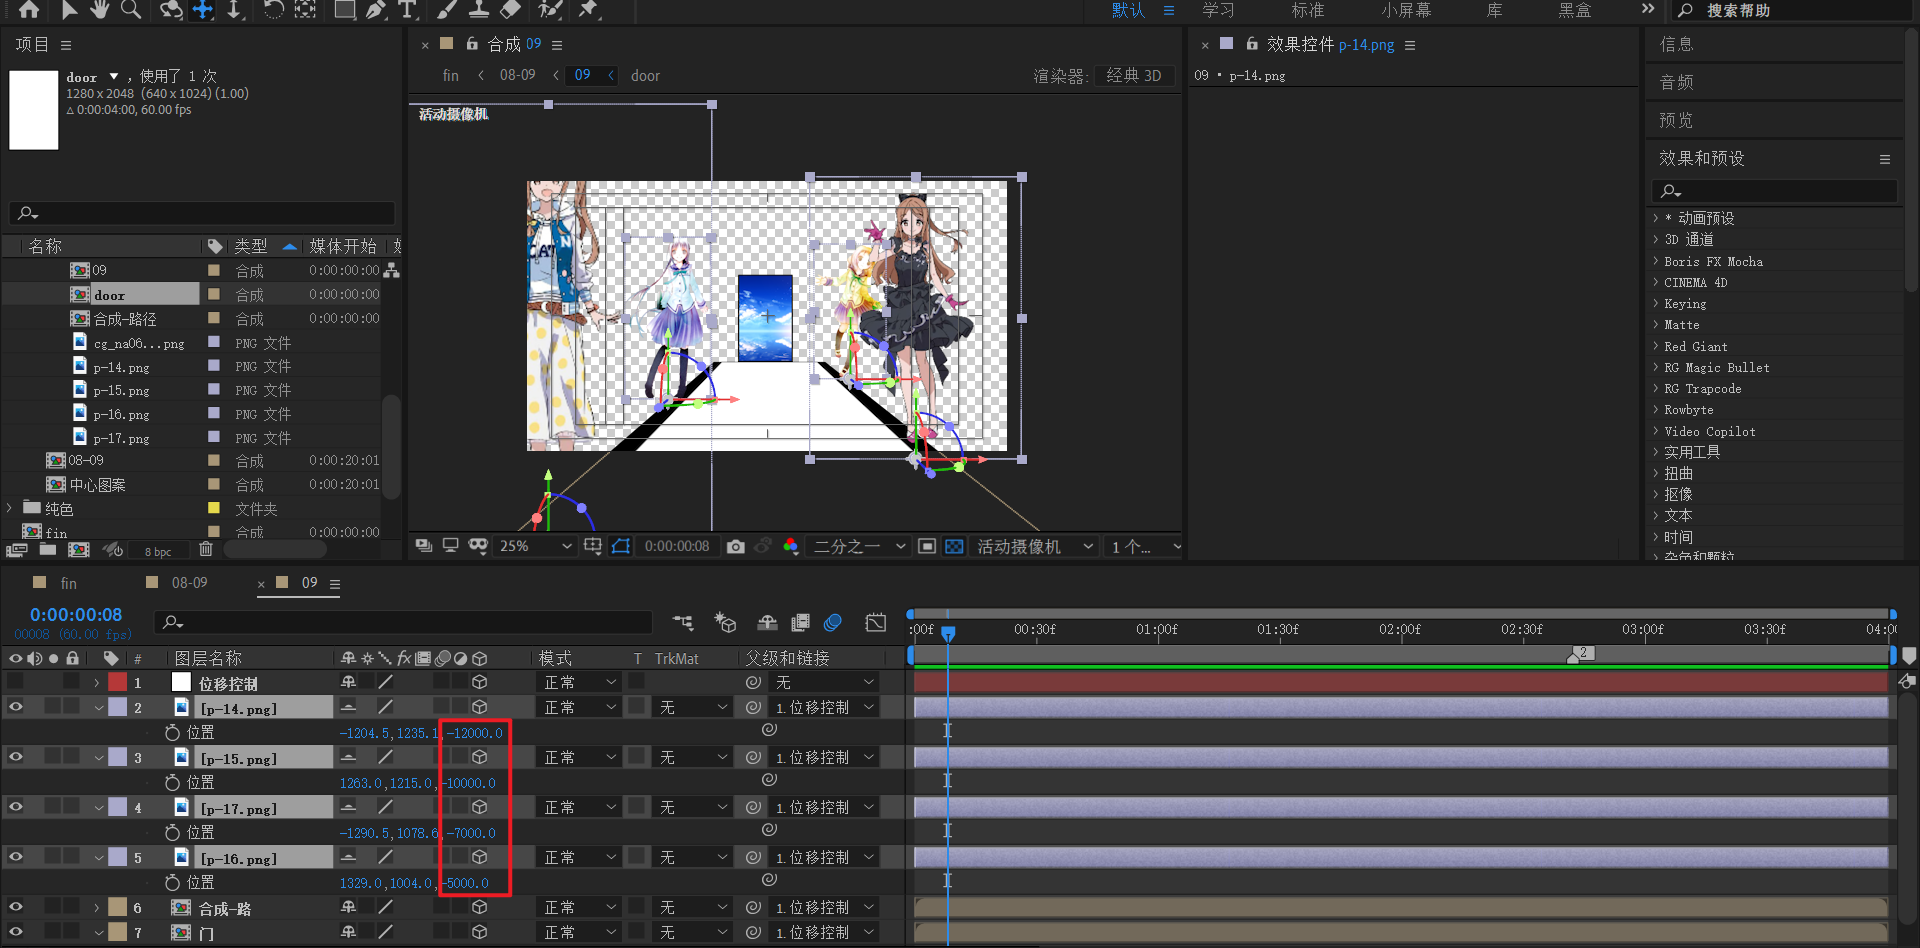 默认
学习
标准
小屏幕
库
黑盒
搜索帮助
项目
door ▼ ，使用了 1 次
1280 x 2048 (640 x 1024) (1.00)
Δ 0:00:04:00, 60.00 fps
名称 类型 媒体开始
09 合成 0:00:00:00
door 合成 0:00:00:00
合成-路径 合成 0:00:00:00
cg_na06...png PNG 文件
p-14.png PNG 文件
p-15.png PNG 文件
p-16.png PNG 文件
p-17.png PNG 文件
08-09 合成 0:00:20:01
中心图案 合成 0:00:20:01
纯色 文件夹
fin 合成 0:00:00:00
8 bpc
合成 09
fin
08-09
09
door
渲染器: 经典 3D
活动摄像机
25%
0:00:00:08
二分之一
活动摄像机
1 个...
效果控件 p-14.png
09 • p-14.png
信息
音频
预览
效果和预设
* 动画预设
3D 通道
Boris FX Mocha
CINEMA 4D
Keying
Matte
Red Giant
RG Magic Bullet
RG Trapcode
Rowbyte
Video Copilot
实用工具
扭曲
抠像
文本
时间
杂色和颗粒
fin
08-09
09
0:00:00:08
00008 (60.00 fps)
:00f 00:30f 01:00f 01:30f 02:00f 02:30f 03:00f 03:30f 04:00
2
# 图层名称 fx 模式 T TrkMat 父级和链接
1 位移控制 正常 无
2 [p-14.png] 正常 无 1.位移控制
位置 -1204.5,1235.1,-12000.0
3 [p-15.png] 正常 无 1.位移控制
位置 1263.0,1215.0,-10000.0
4 [p-17.png] 正常 无 1.位移控制
位置 -1290.5,1078.6,-7000.0
5 [p-16.png] 正常 无 1.位移控制
位置 1329.0,1004.0,-5000.0
6 合成-路 正常 无 1.位移控制
7 门 正常 无 1.位移控制